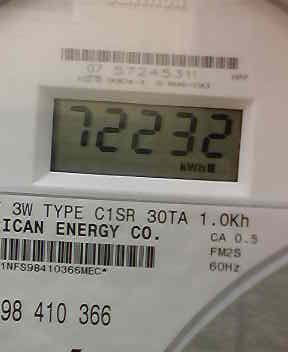 07 57245311
72232
kWh
3W TYPE C1SR 30TA 1.0Kh
ICAN ENERGY CO.
CA 0.5
FM2S
60Hz
1NFS98410366MEC*
98 410 366